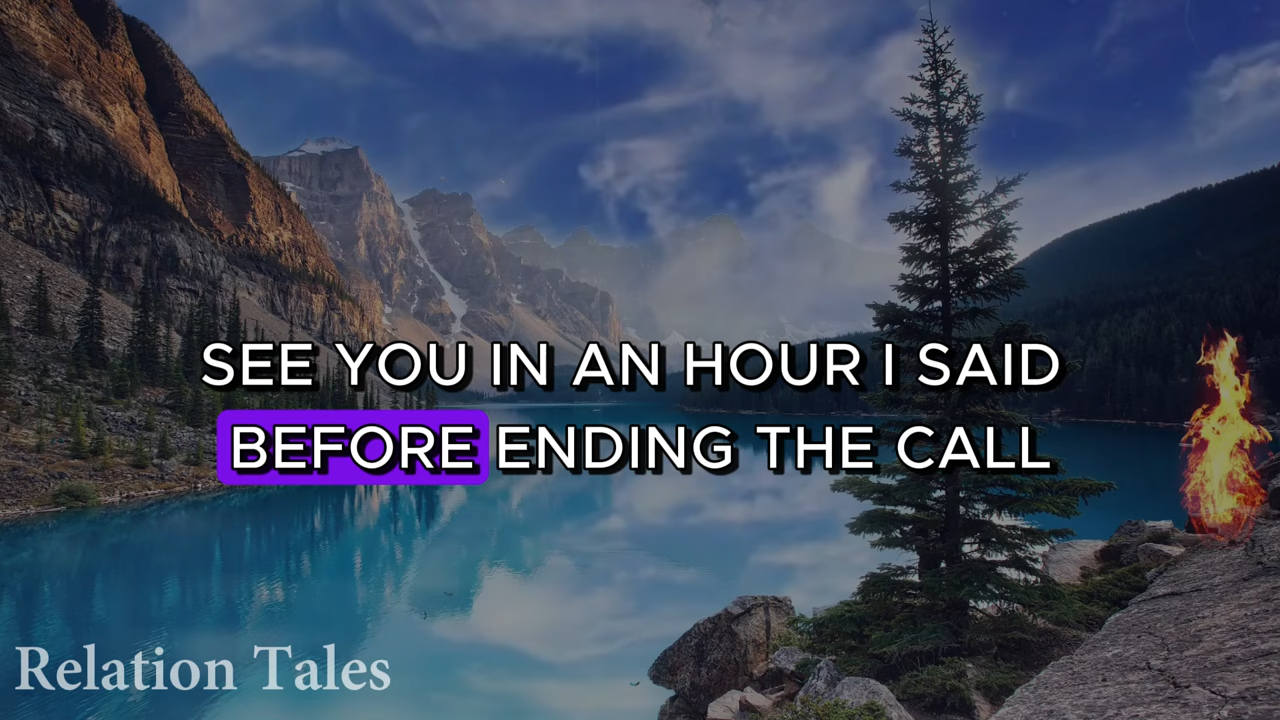 SEE YOU IN AN HOUR I SAID
BEFORE ENDING THE CALL
Relation Tales